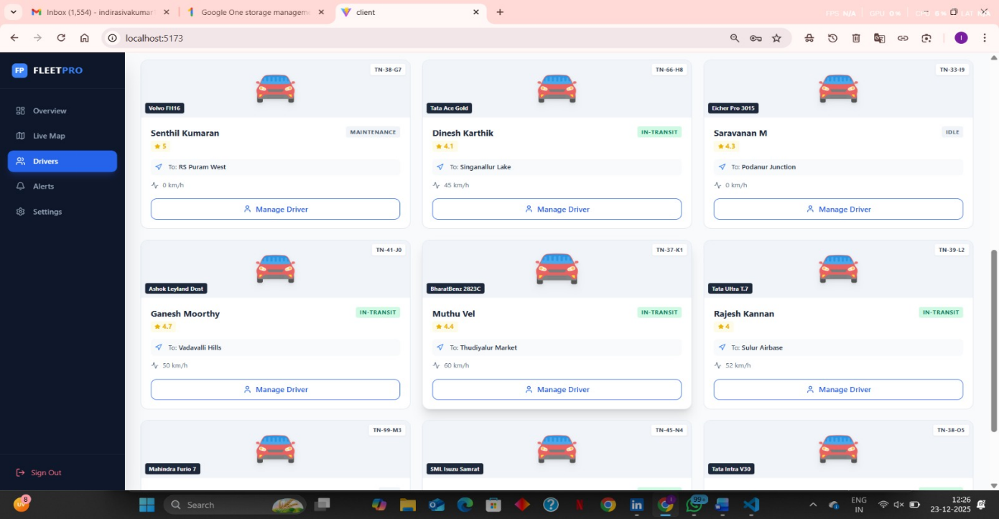 Inbox (1,554) - indirasivakumar
Google One storage managem
client
FPS N/A GPU 0 % CPU 6 % LAT N/A
localhost:5173
I
FP FLEETPRO
Overview
Live Map
Drivers
Alerts
Settings
Sign Out
TN-38-G7
Volvo FH16
Senthil Kumaran
MAINTENANCE
5
To: RS Puram West
0 km/h
Manage Driver
TN-66-H8
Tata Ace Gold
Dinesh Karthik
IN-TRANSIT
4.1
To: Singanallur Lake
45 km/h
Manage Driver
TN-33-I9
Eicher Pro 3015
Saravanan M
IDLE
4.3
To: Podanur Junction
0 km/h
Manage Driver
TN-41-J0
Ashok Leyland Dost
Ganesh Moorthy
IN-TRANSIT
4.7
To: Vadavalli Hills
50 km/h
Manage Driver
TN-37-K1
BharatBenz 2823C
Muthu Vel
IN-TRANSIT
4.4
To: Thudiyalur Market
60 km/h
Manage Driver
TN-39-L2
Tata Ultra T.7
Rajesh Kannan
IN-TRANSIT
4
To: Sulur Airbase
52 km/h
Manage Driver
TN-99-M3
Mahindra Furio 7
TN-45-N4
SML Isuzu Samrat
TN-38-O5
Tata Intra V30
UV
8
Search
99+
ENG
IN
12:26
23-12-2025